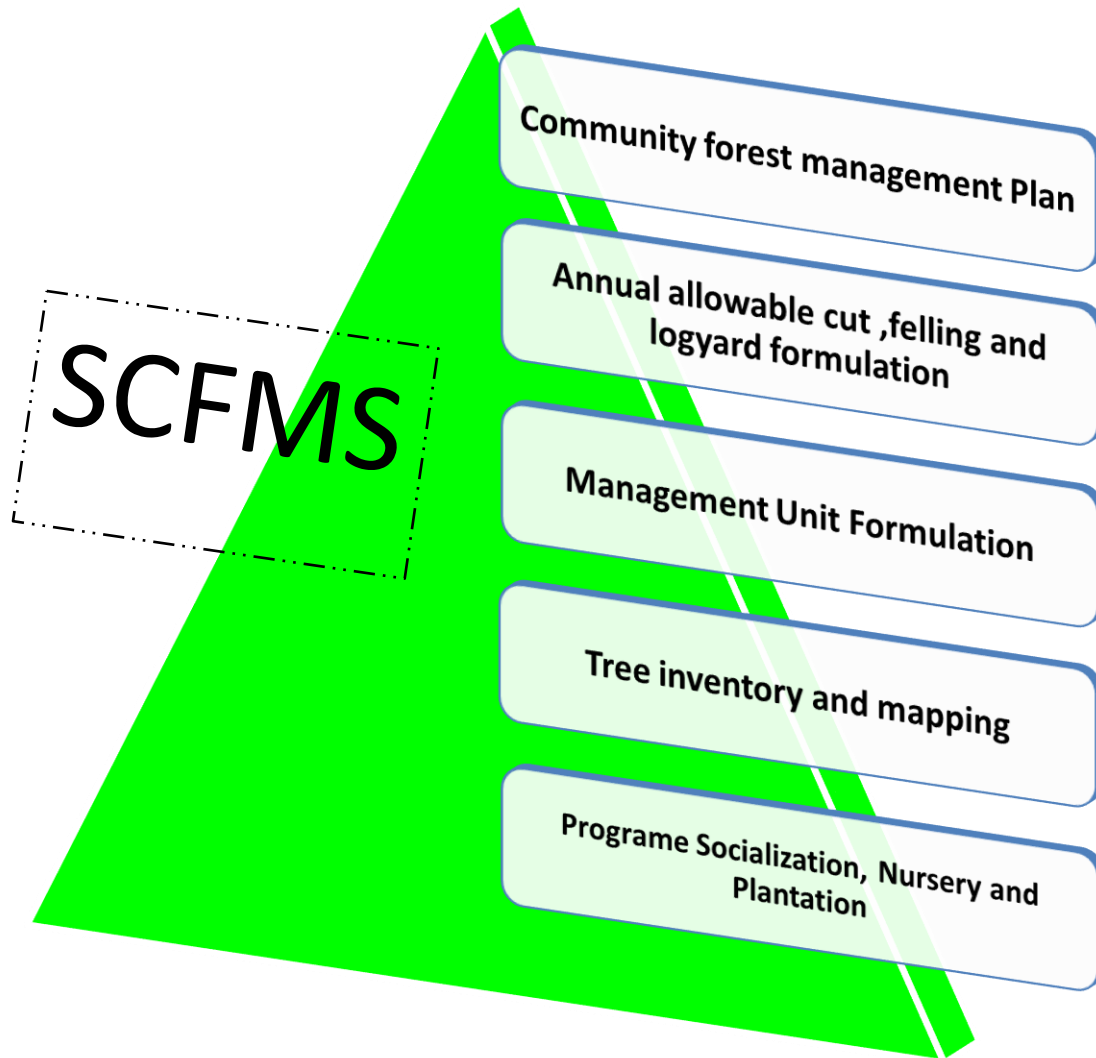 Community forest management Plan
Annual allowable cut ,felling and
logyard formulation
SCFMS
Management Unit Formulation
Tree inventory and mapping
Programe Socialization, Nursery and
Plantation